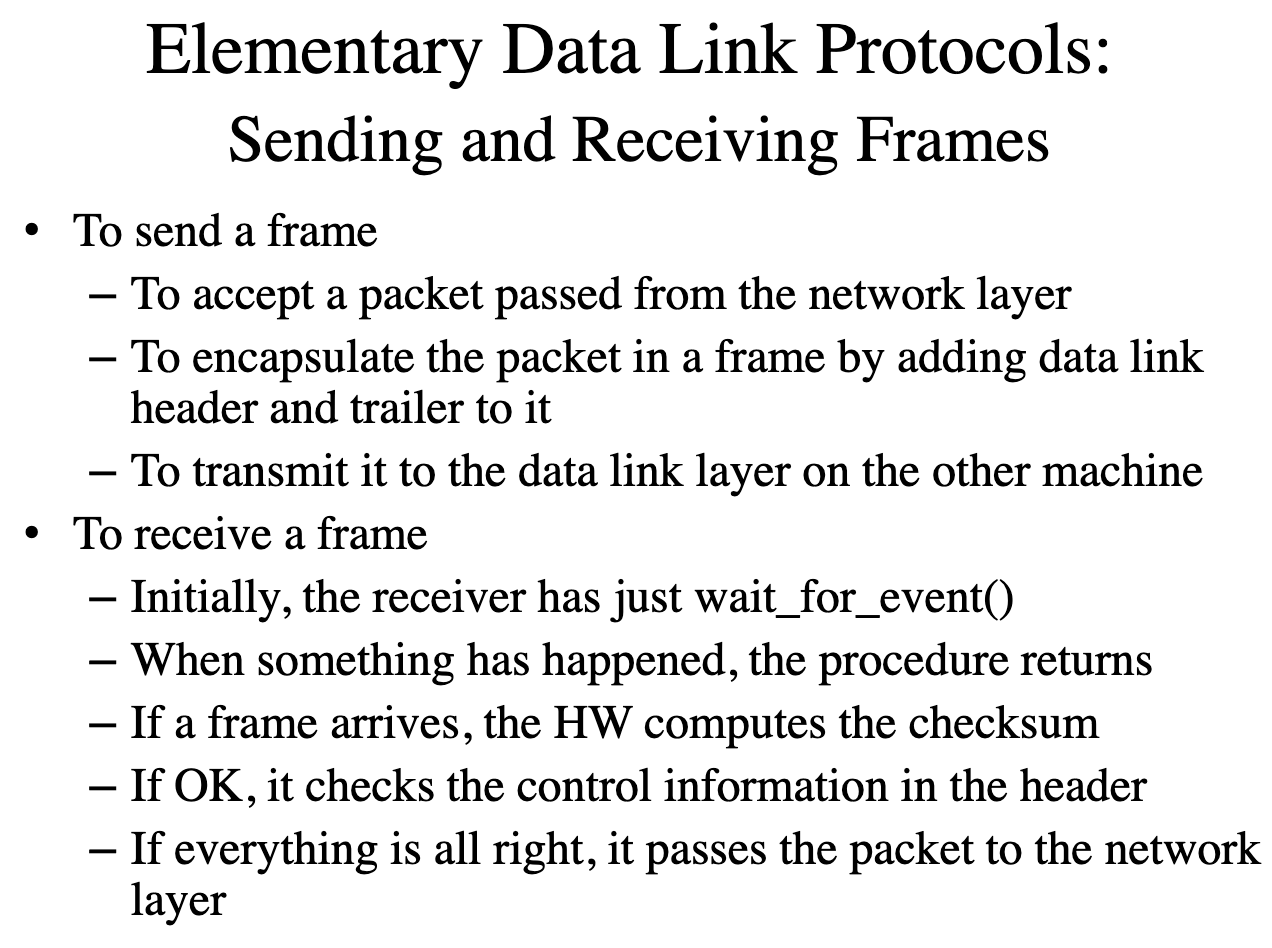 Elementary Data Link Protocols:
Sending and Receiving Frames
• To send a frame
– To accept a packet passed from the network layer
– To encapsulate the packet in a frame by adding data link
header and trailer to it
– To transmit it to the data link layer on the other machine
• To receive a frame
– Initially, the receiver has just wait_for_event()
– When something has happened, the procedure returns
– If a frame arrives, the HW computes the checksum
– If OK, it checks the control information in the header
– If everything is all right, it passes the packet to the network
layer